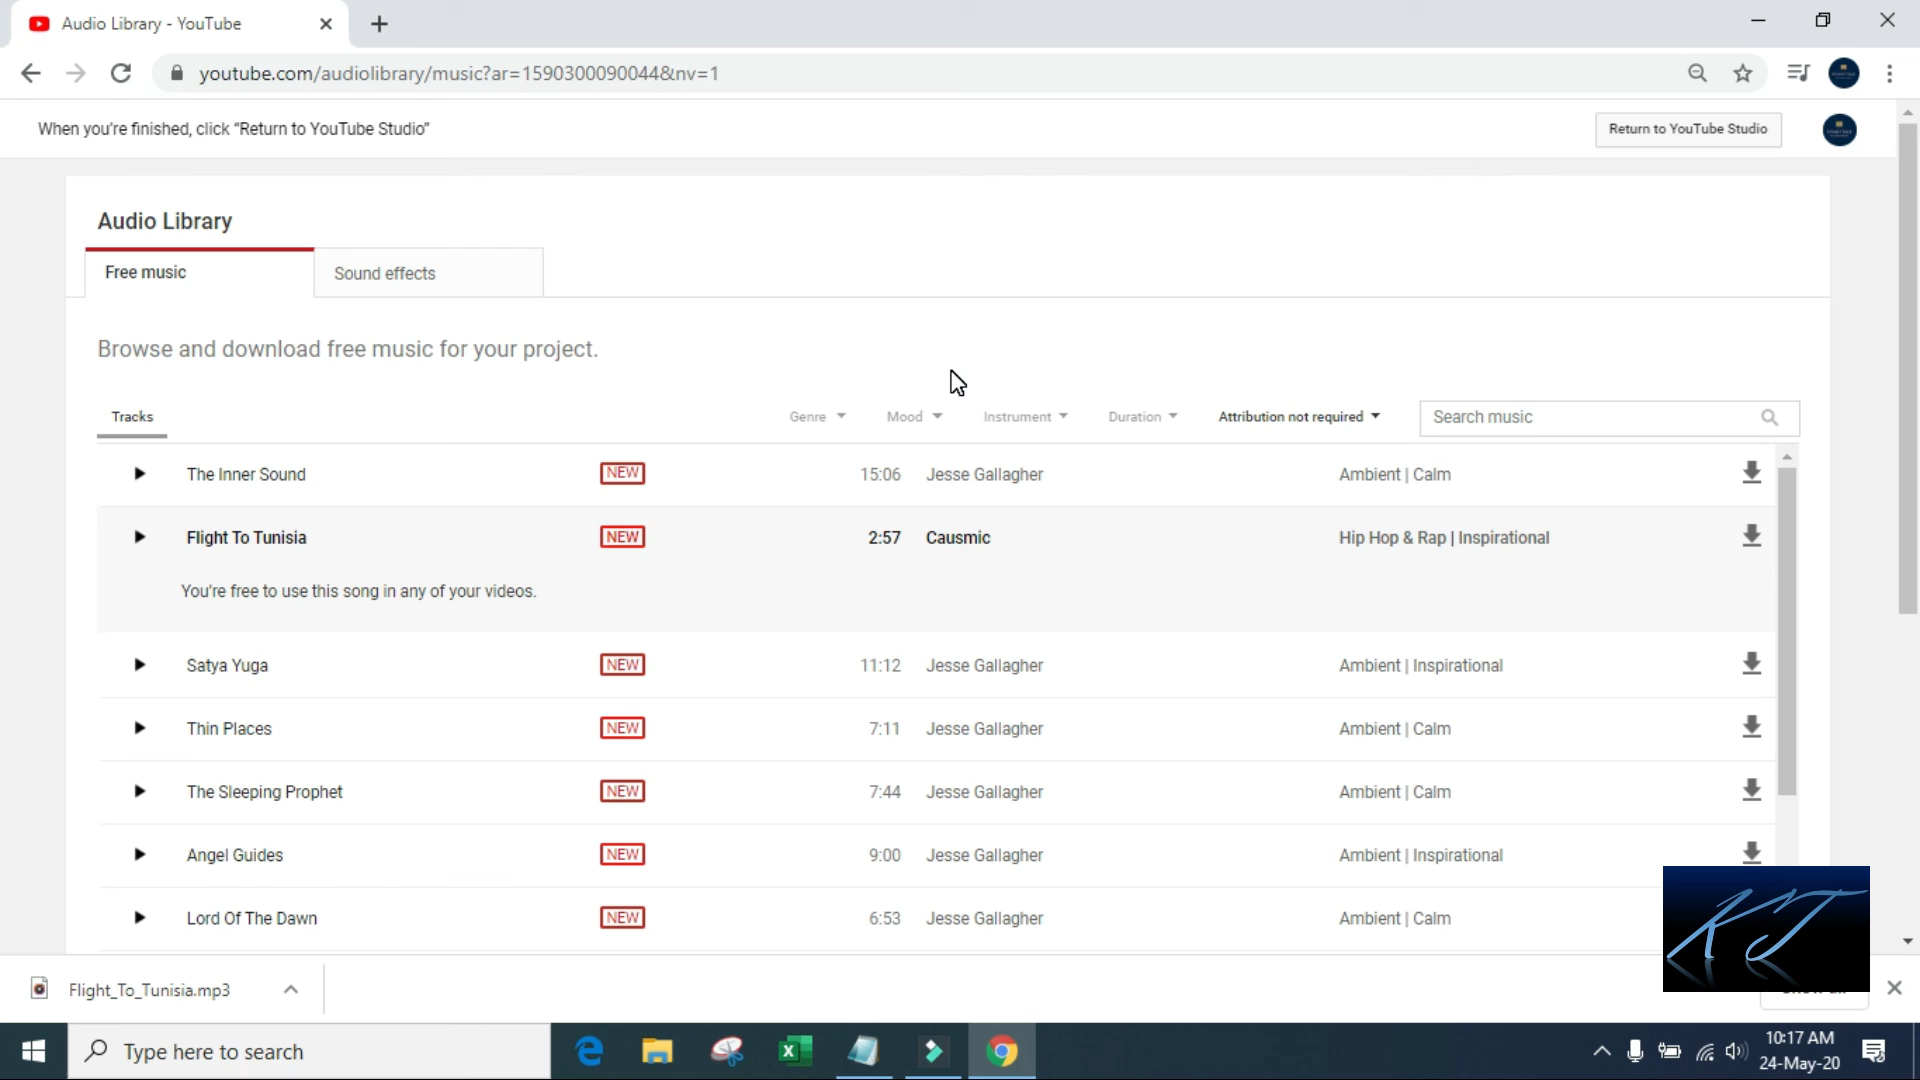 Audio Library - YouTube
youtube.com/audiolibrary/music?ar=1590300090044&nv=1
When you're finished, click “Return to YouTube Studio”
Return to YouTube Studio
Audio Library
Free music
Sound effects
Browse and download free music for your project.
Tracks Genre Mood Instrument Duration Attribution not required Search music
The Inner Sound NEW 15:06 Jesse Gallagher Ambient | Calm
Flight To Tunisia NEW 2:57 Causmic Hip Hop & Rap | Inspirational
You're free to use this song in any of your videos.
Satya Yuga NEW 11:12 Jesse Gallagher Ambient | Inspirational
Thin Places NEW 7:11 Jesse Gallagher Ambient | Calm
The Sleeping Prophet NEW 7:44 Jesse Gallagher Ambient | Calm
Angel Guides NEW 9:00 Jesse Gallagher Ambient | Inspirational
Lord Of The Dawn NEW 6:53 Jesse Gallagher Ambient | Calm
KJ
Flight_To_Tunisia.mp3
Type here to search
10:17 AM
24-May-20